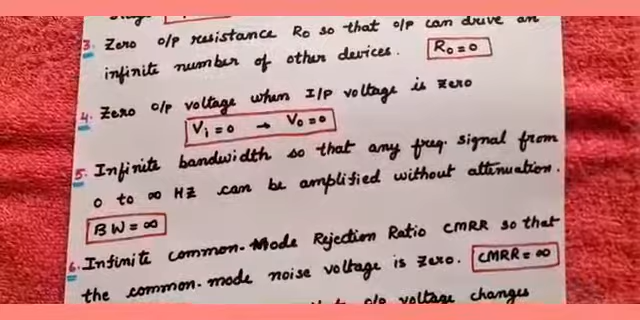 3. Zero o/p resistance Ro so that o/p can drive an
infinite number of other devices. Ro = 0
4. Zero o/p voltage when I/p voltage is zero
Vi = 0 → Vo = 0
5. Infinite bandwidth so that any freq. signal from
0 to ∞ HZ can be amplified without attenuation.
BW = ∞
6. Infinite common-Mode Rejection Ratio CMRR so that
the common-mode noise voltage is zero. CMRR = ∞
o/p voltage changes